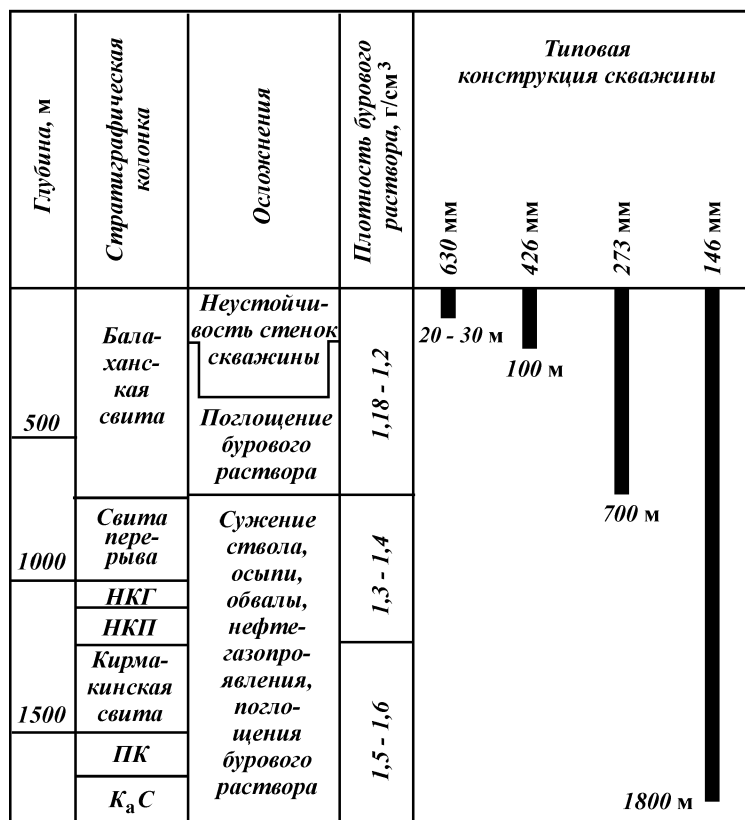 Глубина, м
Стратиграфическая
колонка
Осложнения
Плотность бурового
раствора, г/см³
Типовая
конструкция скважины
630 мм
426 мм
273 мм
146 мм
500
1000
1500
Бала-
ханс-
кая
свита
Свита
пере-
рыва
НКГ
НКП
Кирма-
кинская
свита
ПК
КаС
Неустойчи-
вость стенок
скважины
Поглощение
бурового
раствора
Сужение
ствола,
осыпи,
обвалы,
нефте-
газопро-
явления,
погло-
щения
бурового
раствора
1,18 - 1,2
1,3 - 1,4
1,5 - 1,6
20 - 30 м
100 м
700 м
1800 м